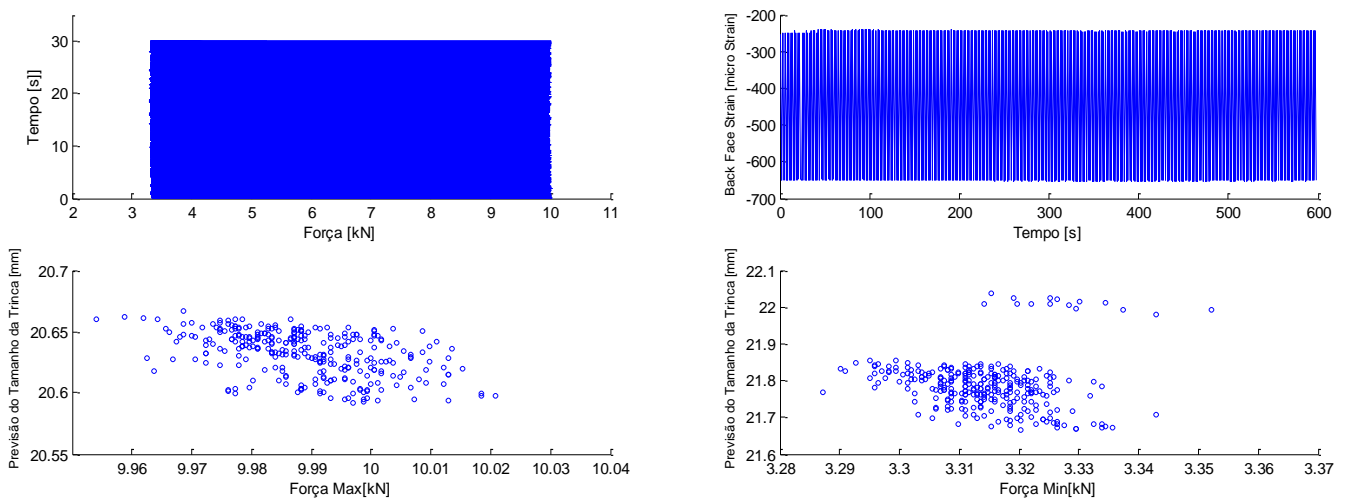 30
20
10
0
Tempo [s]]
2 3 4 5 6 7 8 9 10 11
Força [kN]
-200
-300
-400
-500
-600
-700
Back Face Strain [micro Strain]
0 100 200 300 400 500 600
Tempo [s]
20.7
20.65
20.6
20.55
Previsão do Tamanho da Trinca [mm]
9.96 9.97 9.98 9.99 10 10.01 10.02 10.03 10.04
Força Max[kN]
22.1
22
21.9
21.8
21.7
21.6
Previsão do Tamanho da Trinca [mm]
3.28 3.29 3.3 3.31 3.32 3.33 3.34 3.35 3.36 3.37
Força Min[kN]